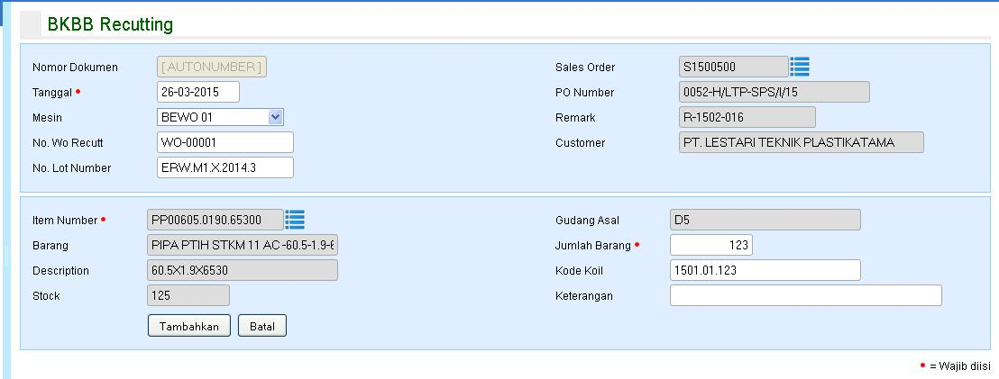 BKBB Recutting
Nomor Dokumen [ AUTONUMBER ]
Tanggal • 26-03-2015
Mesin BEWO 01
No. Wo Recutt WO-00001
No. Lot Number ERW.M1.X.2014.3
Sales Order S1500500
PO Number 0052-H/LTP-SPS/I/15
Remark R-1502-016
Customer PT. LESTARI TEKNIK PLASTIKATAMA
Item Number • PP00605.0190.65300
Barang PIPA PTIH STKM 11 AC -60.5-1.9-6
Description 60.5X1.9X6530
Stock 125
Tambahkan Batal
Gudang Asal D5
Jumlah Barang • 123
Kode Koil 1501.01.123
Keterangan
• = Wajib diisi